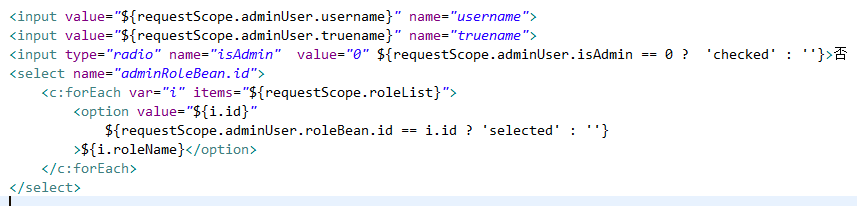 <input value="${requestScope.adminUser.username}" name="username">
<input value="${requestScope.adminUser.truename}" name="truename">
<input type="radio" name="isAdmin"  value="0" ${requestScope.adminUser.isAdmin == 0 ?  'checked' : ''}>否
<select name="adminRoleBean.id">
    <c:forEach var="i" items="${requestScope.roleList}">
        <option value="${i.id}"
            ${requestScope.adminUser.roleBean.id == i.id ? 'selected' : ''}
        >${i.roleName}</option>
    </c:forEach>
</select>